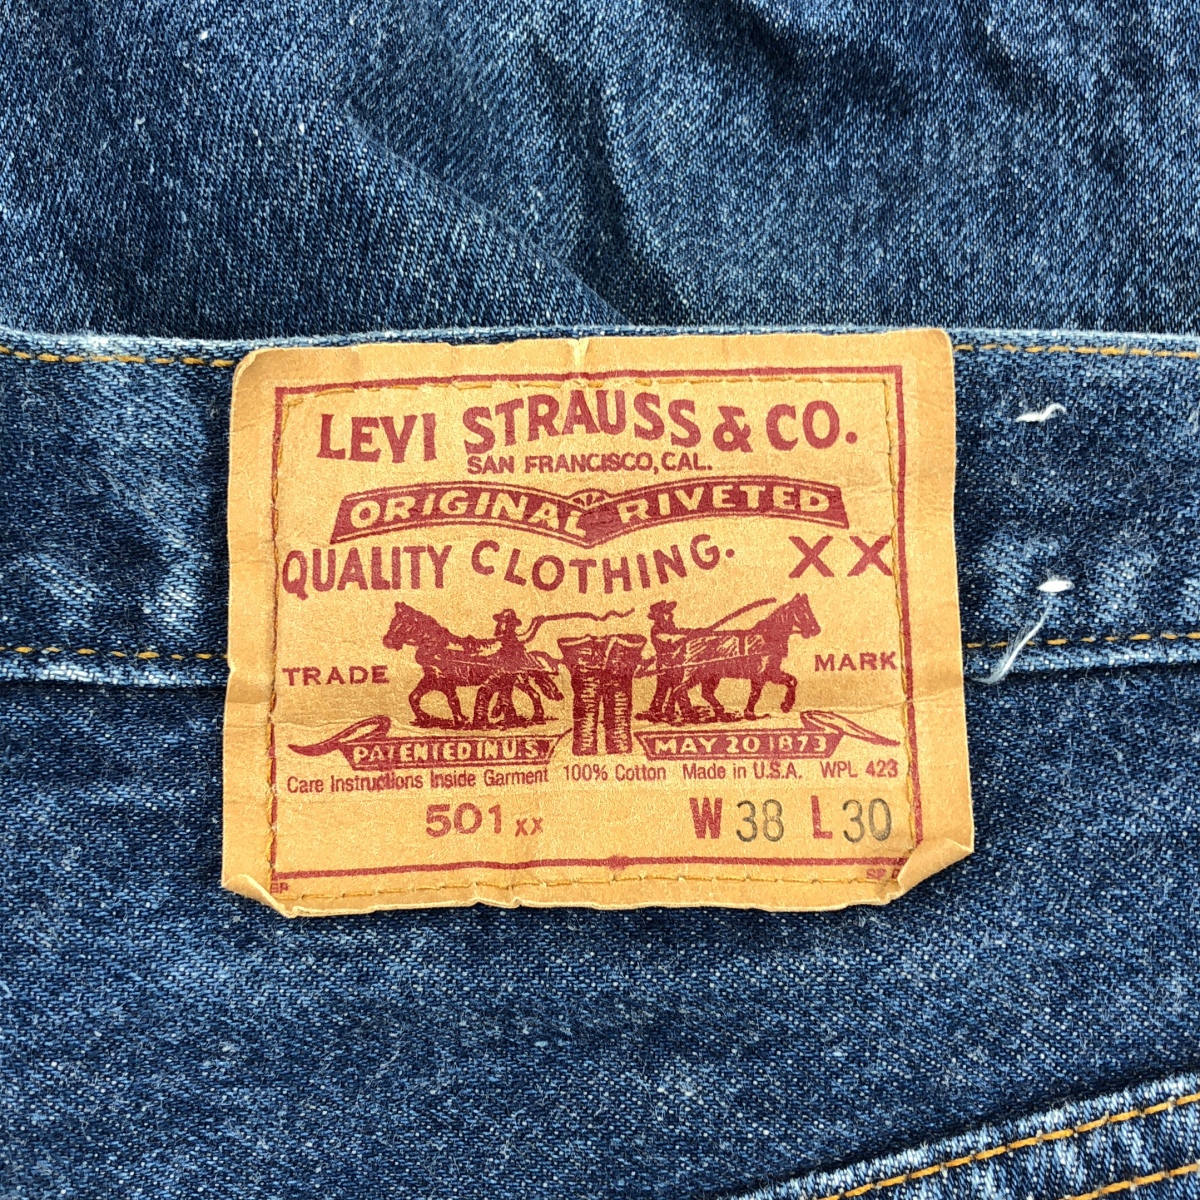 LEVI STRAUSS & CO.
SAN FRANCISCO, CAL.
ORIGINAL RIVETED
QUALITY CLOTHING. XX
TRADE MARK
PATENTED IN U.S. MAY 20 1873
Care Instructions Inside Garment 100% Cotton Made in U.S.A. WPL 423
501 XX W 38 L 30